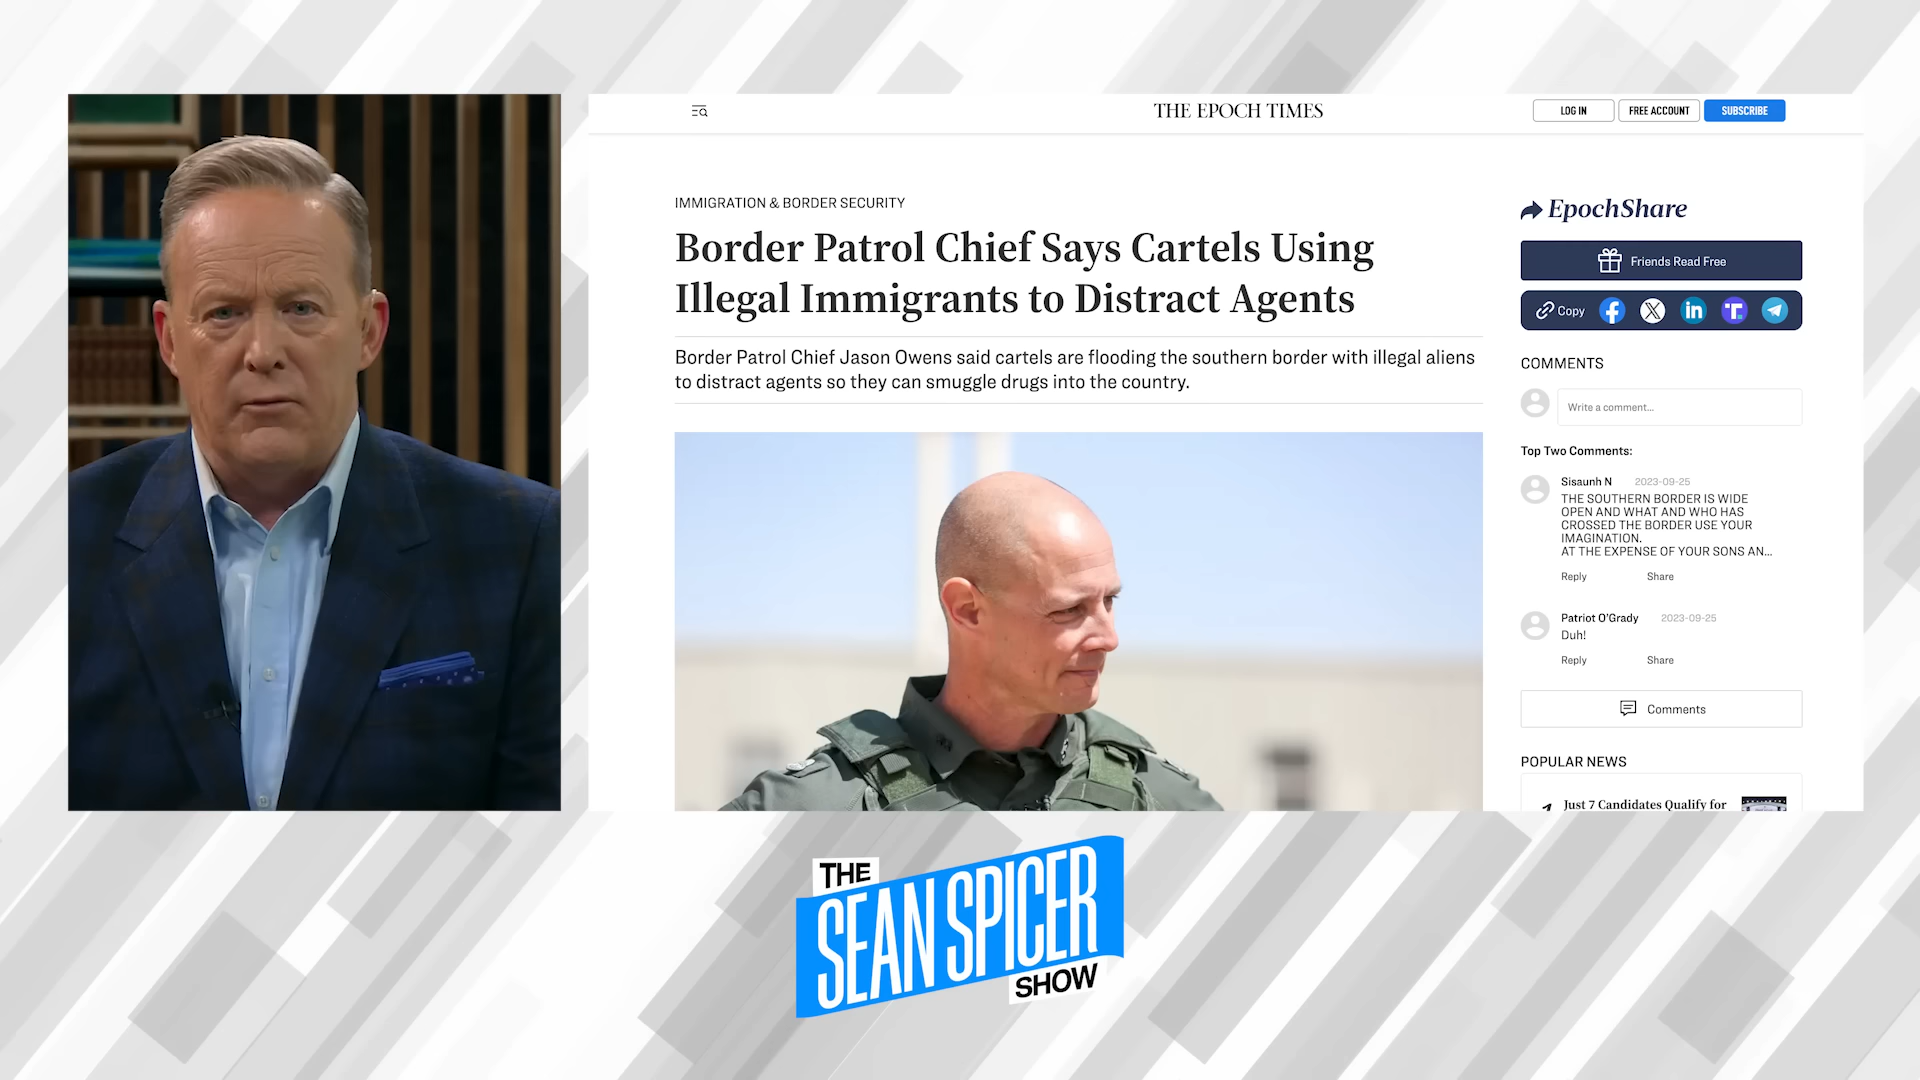 THE EPOCH TIMES
LOG IN
FREE ACCOUNT
SUBSCRIBE
IMMIGRATION & BORDER SECURITY
Border Patrol Chief Says Cartels Using
Illegal Immigrants to Distract Agents
Border Patrol Chief Jason Owens said cartels are flooding the southern border with illegal aliens
to distract agents so they can smuggle drugs into the country.
EpochShare
Friends Read Free
Copy
COMMENTS
Write a comment...
Top Two Comments:
Sisaunh N 2023-09-25
THE SOUTHERN BORDER IS WIDE
OPEN AND WHAT AND WHO HAS
CROSSED THE BORDER USE YOUR
IMAGINATION.
AT THE EXPENSE OF YOUR SONS AN...
Reply Share
Patriot O'Grady 2023-09-25
Duh!
Reply Share
Comments
POPULAR NEWS
Just 7 Candidates Qualify for
THE
SEAN SPICER
SHOW